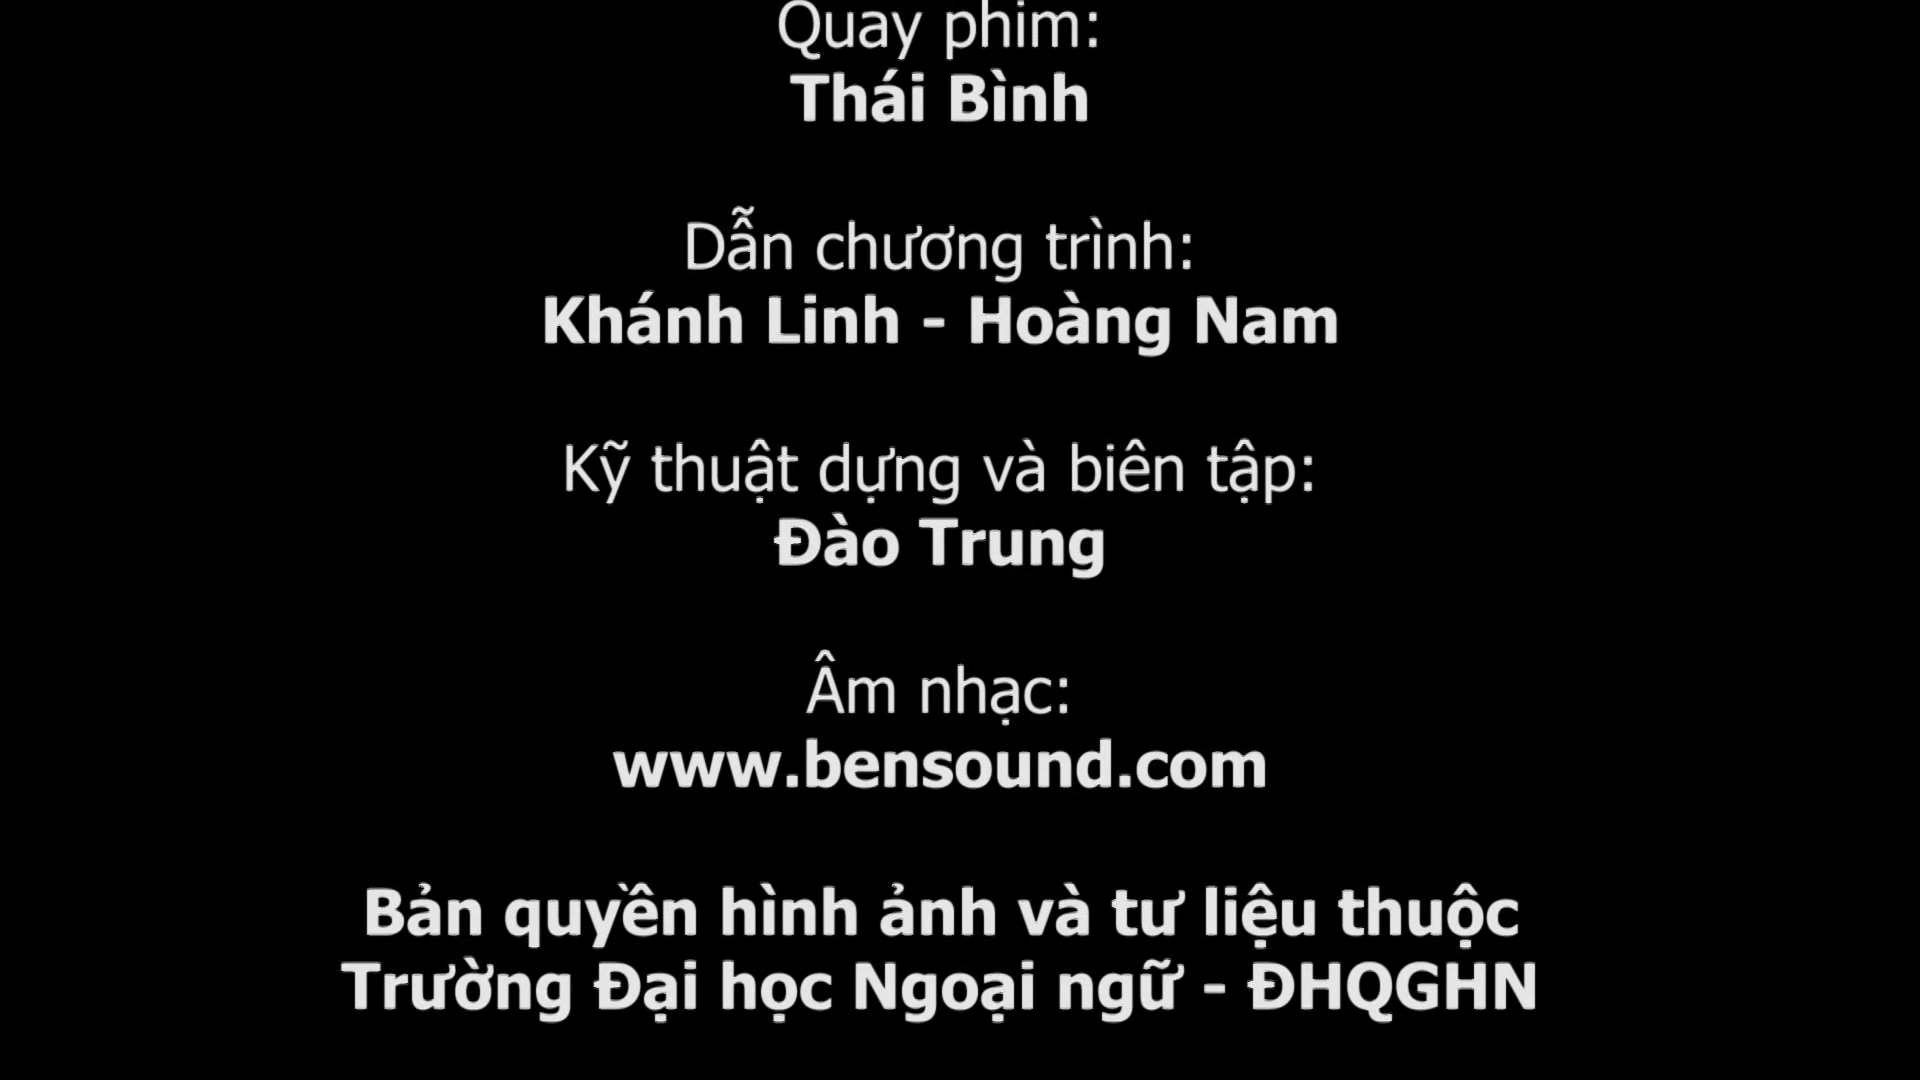 Quay phim:
Thái Bình
Dẫn chương trình:
Khánh Linh - Hoàng Nam
Kỹ thuật dựng và biên tập:
Đào Trung
Âm nhạc:
www.bensound.com
Bản quyền hình ảnh và tư liệu thuộc
Trường Đại học Ngoại ngữ - ĐHQGHN